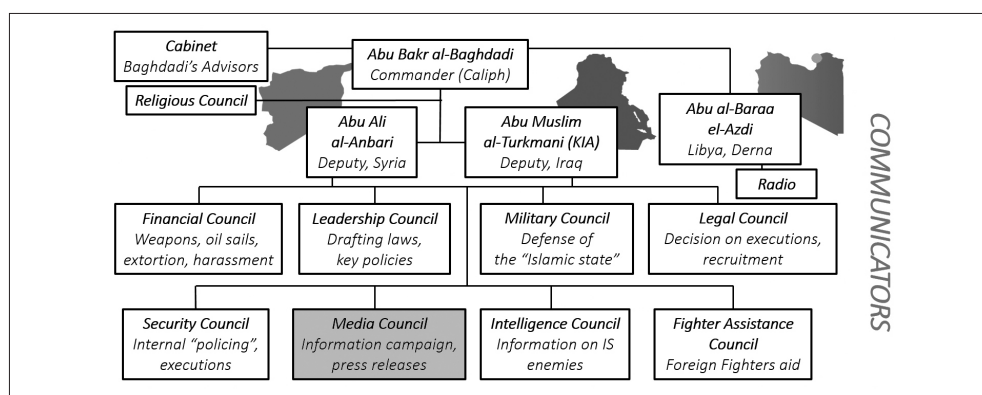 Cabinet
Baghdadi's Advisors
Abu Bakr al-Baghdadi
Commander (Caliph)
Religious Council
Abu Ali
al-Anbari
Deputy, Syria
Abu Muslim
al-Turkmani (KIA)
Deputy, Iraq
Abu al-Baraa
el-Azdi
Libya, Derna
Radio
Financial Council
Weapons, oil sails,
extortion, harassment
Leadership Council
Drafting laws,
key policies
Military Council
Defense of
the "Islamic state"
Legal Council
Decision on executions,
recruitment
Security Council
Internal "policing",
executions
Media Council
Information campaign,
press releases
Intelligence Council
Information on IS
enemies
Fighter Assistance
Council
Foreign Fighters aid
COMMUNICATORS